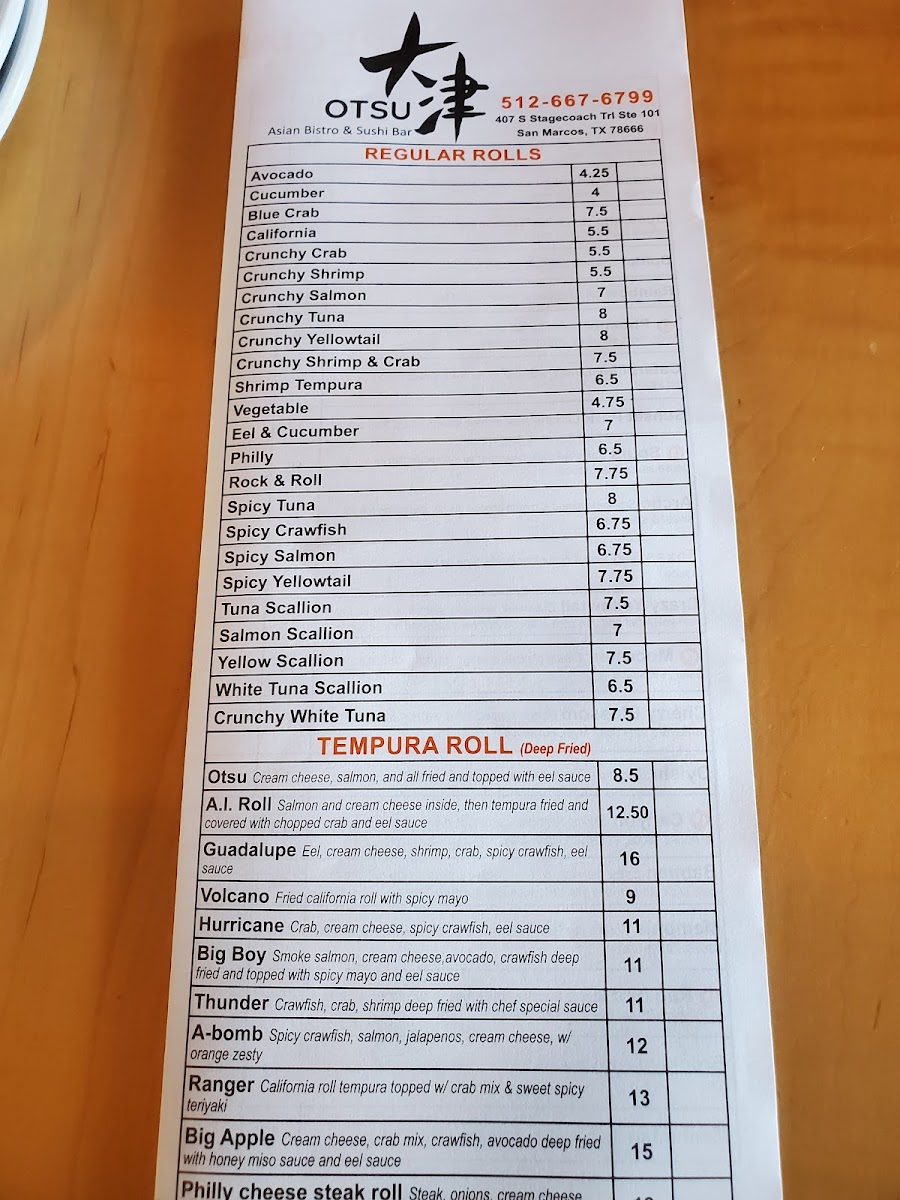 大津
OTSU
Asian Bistro & Sushi Bar
512-667-6799
407 S Stagecoach Trl Ste 101
San Marcos, TX 78666
REGULAR ROLLS
Avocado 4.25
Cucumber 4
Blue Crab 7.5
California 5.5
Crunchy Crab 5.5
Crunchy Shrimp 5.5
Crunchy Salmon 7
Crunchy Tuna 8
Crunchy Yellowtail 8
Crunchy Shrimp & Crab 7.5
Shrimp Tempura 6.5
Vegetable 4.75
Eel & Cucumber 7
Philly 6.5
Rock & Roll 7.75
Spicy Tuna 8
Spicy Crawfish 6.75
Spicy Salmon 6.75
Spicy Yellowtail 7.75
Tuna Scallion 7.5
Salmon Scallion 7
Yellow Scallion 7.5
White Tuna Scallion 6.5
Crunchy White Tuna 7.5
TEMPURA ROLL (Deep Fried)
Otsu Cream cheese, salmon, and all fried and topped with eel sauce 8.5
A.I. Roll Salmon and cream cheese inside, then tempura fried and
covered with chopped crab and eel sauce 12.50
Guadalupe Eel, cream cheese, shrimp, crab, spicy crawfish, eel
sauce 16
Volcano Fried california roll with spicy mayo 9
Hurricane Crab, cream cheese, spicy crawfish, eel sauce 11
Big Boy Smoke salmon, cream cheese,avocado, crawfish deep
fried and topped with spicy mayo and eel sauce 11
Thunder Crawfish, crab, shrimp deep fried with chef special sauce 11
A-bomb Spicy crawfish, salmon, jalapenos, cream cheese, w/
orange zesty 12
Ranger California roll tempura topped w/ crab mix & sweet spicy
teriyaki 13
Big Apple Cream cheese, crab mix, crawfish, avocado deep fried
with honey miso sauce and eel sauce 15
Philly cheese steak roll Steak, onions, cream cheese